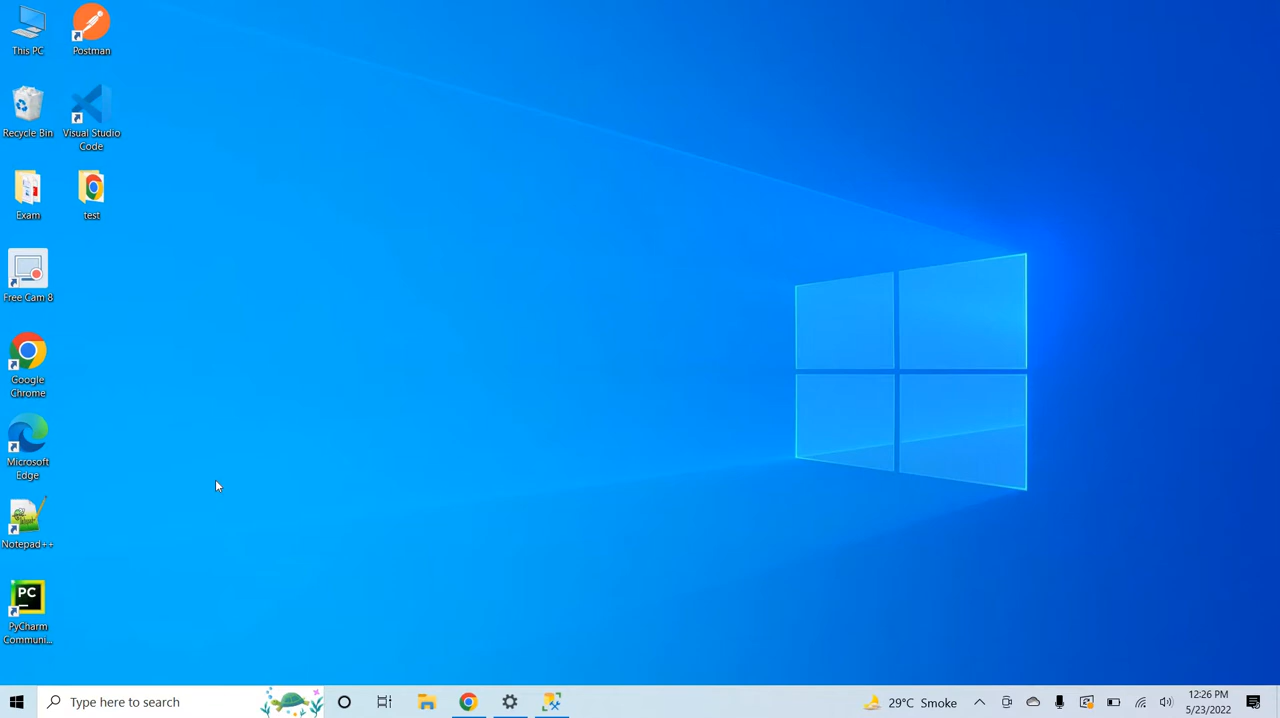 This PC
Postman
Recycle Bin
Visual Studio
Code
Exam
test
Free Cam 8
Google
Chrome
Microsoft
Edge
Notepad++
PC
PyCharm
Communi...
Type here to search
29°C Smoke
12:26 PM
5/23/2022